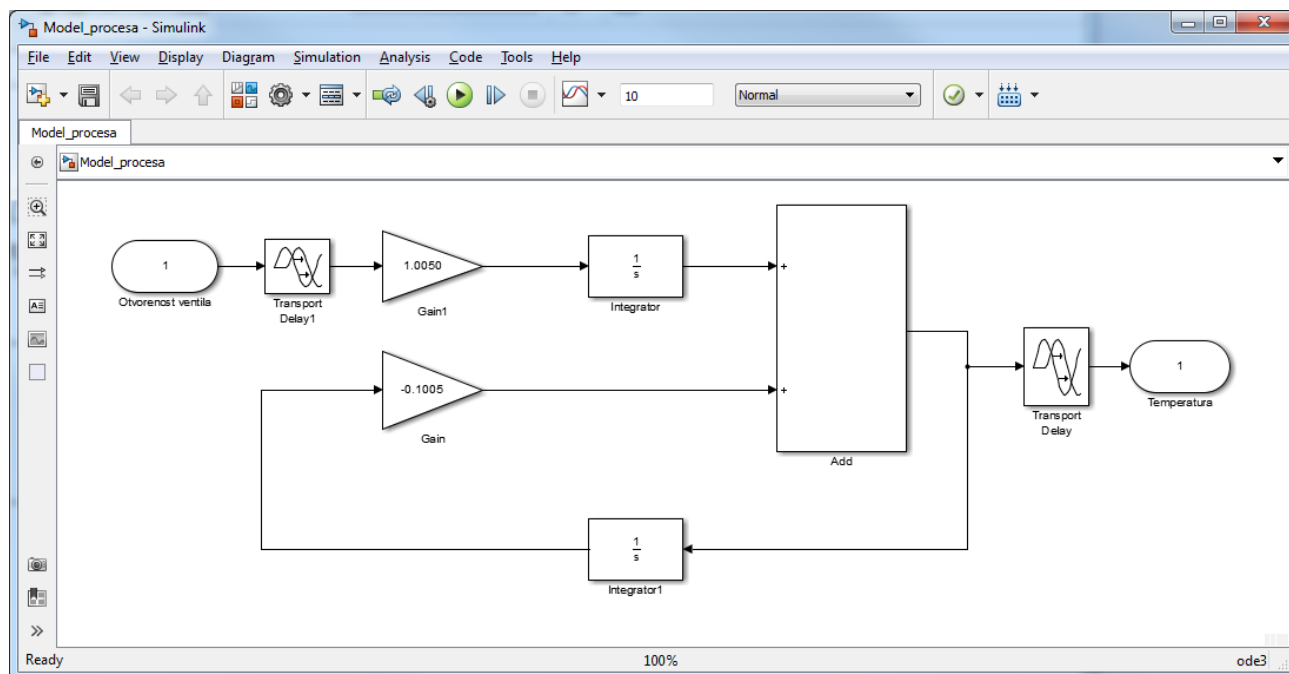 Model_procesa - Simulink
File Edit View Display Diagram Simulation Analysis Code Tools Help
10 Normal
Model_procesa
Model_procesa
1
Otvorenost ventila
Transport
Delay1
1.0050
Gain1
1
s
Integrator
+
-0.1005
Gain
+
Add
Transport
Delay
1
Temperatura
1
s
Integrator1
Ready 100% ode3